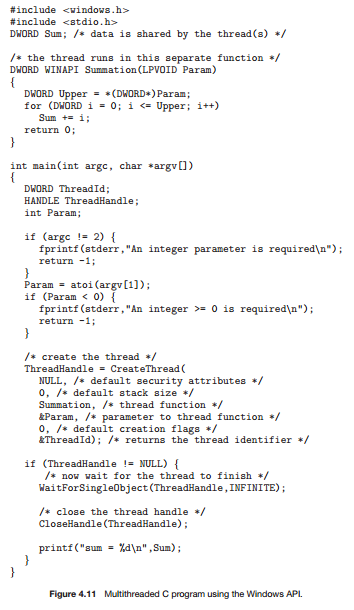 #include <windows.h>
#include <stdio.h>
DWORD Sum; /* data is shared by the thread(s) */
/* the thread runs in this separate function */
DWORD WINAPI Summation(LPVOID Param)
{
DWORD Upper = *(DWORD*)Param;
for (DWORD i = 0; i <= Upper; i++)
Sum += i;
return 0;
}
int main(int argc, char *argv[])
{
DWORD ThreadId;
HANDLE ThreadHandle;
int Param;
if (argc != 2) {
fprintf(stderr,"An integer parameter is required\n");
return -1;
}
Param = atoi(argv[1]);
if (Param < 0) {
fprintf(stderr,"An integer >= 0 is required\n");
return -1;
}
/* create the thread */
ThreadHandle = CreateThread(
NULL, /* default security attributes */
0, /* default stack size */
Summation, /* thread function */
&Param, /* parameter to thread function */
0, /* default creation flags */
&ThreadId); /* returns the thread identifier */
if (ThreadHandle != NULL) {
/* now wait for the thread to finish */
WaitForSingleObject(ThreadHandle,INFINITE);
/* close the thread handle */
CloseHandle(ThreadHandle);
printf("sum = %d\n",Sum);
}
}
Figure 4.11 Multithreaded C program using the Windows API.